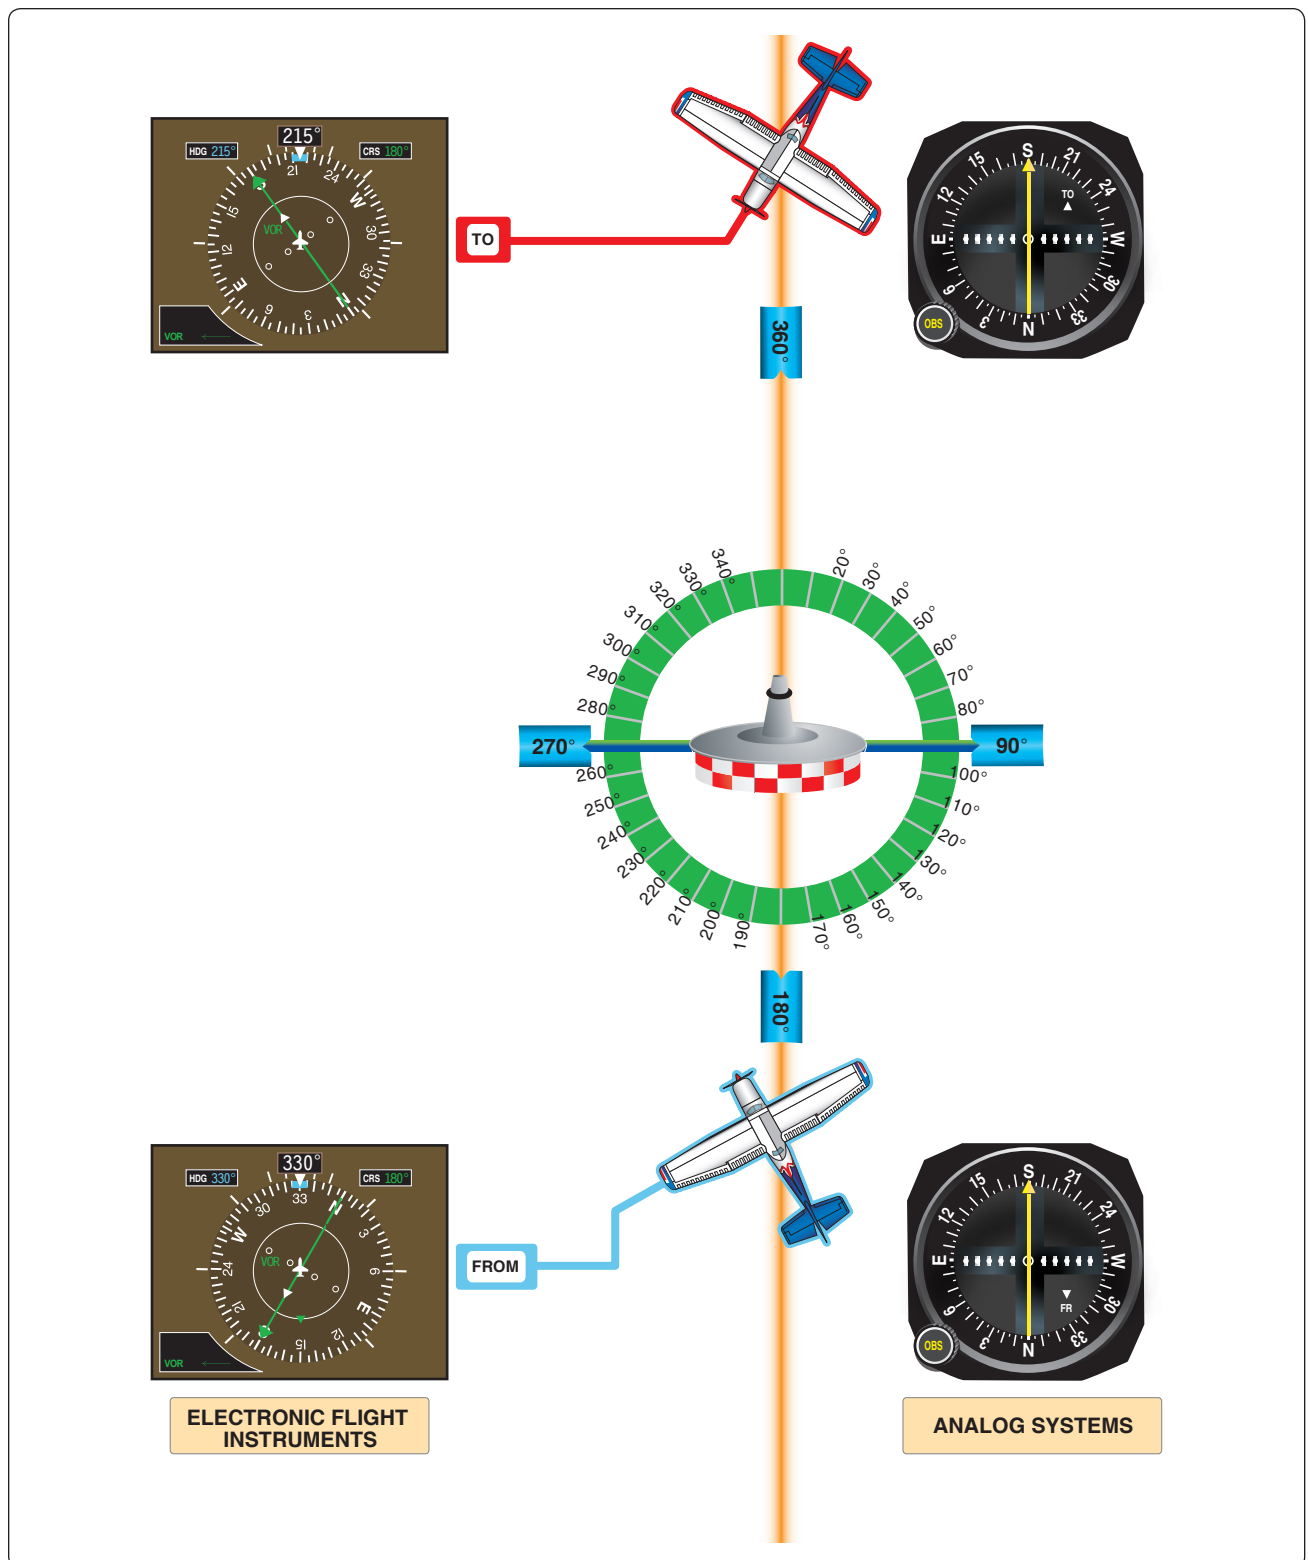 215°
HDG 215°
CRS 180°
21
24
W
30
33
N
3
6
E
12
15
S
VOR
VOR
TO
S
21
24
W
30
33
N
3
6
E
12
15
TO
OBS
360°
340°
20°
330°
30°
320°
40°
310°
50°
300°
60°
290°
70°
280°
80°
270°
90°
260°
100°
250°
110°
240°
120°
230°
130°
220°
140°
210°
150°
200°
160°
190°
170°
180°
330°
HDG 330°
CRS 180°
33
N
3
6
E
12
15
S
21
24
W
30
VOR
VOR
FROM
S
21
24
W
30
33
N
3
6
E
12
15
FR
OBS
ELECTRONIC FLIGHT
INSTRUMENTS
ANALOG SYSTEMS